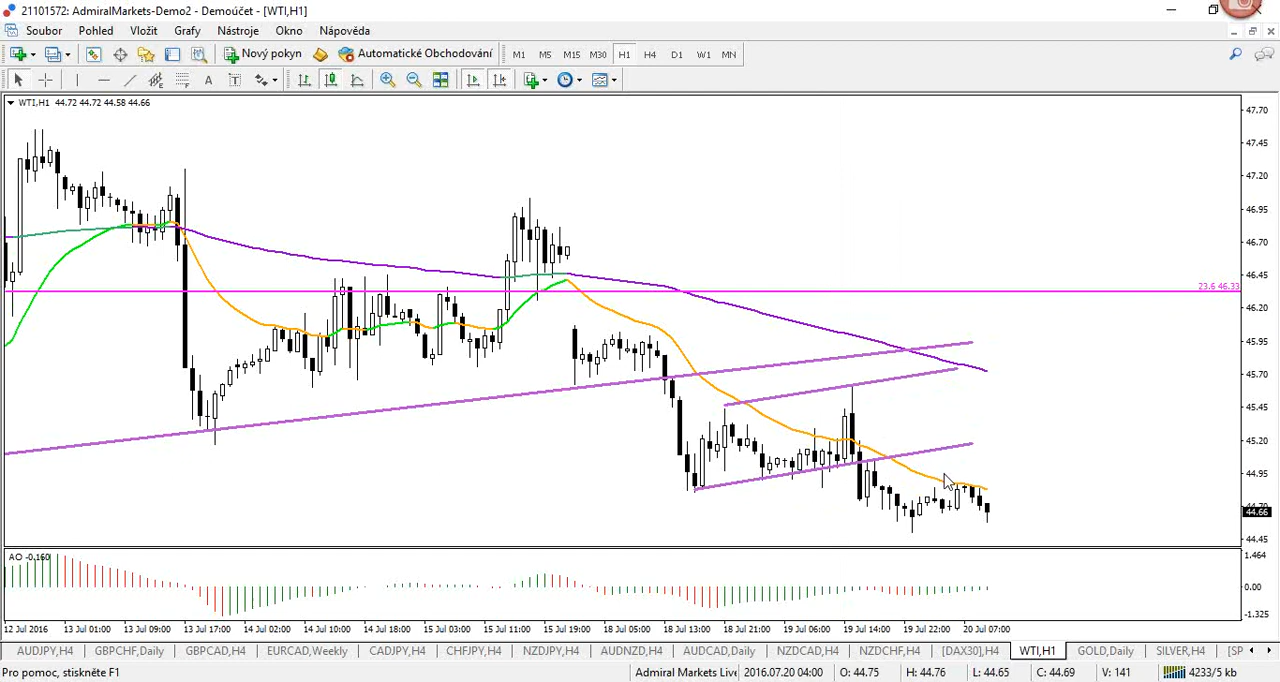 21101572: AdmiralMarkets-Demo2 - Demoúčet - [WTI,H1]
Soubor Pohled Vložit Grafy Nástroje Okno Nápověda
Nový pokyn Automatické Obchodování M1 M5 M15 M30 H1 H4 D1 W1 MN
A T
WTI,H1 44.72 44.72 44.58 44.66
47.70
47.45
47.20
46.95
46.70
46.45
23.6 46.33
46.20
45.95
45.70
45.45
45.20
44.95
44.70
44.66
44.45
AO -0.160
1.464
0.00
-1.325
12 Jul 2016 13 Jul 01:00 13 Jul 09:00 13 Jul 17:00 14 Jul 02:00 14 Jul 10:00 14 Jul 18:00 15 Jul 03:00 15 Jul 11:00 15 Jul 19:00 18 Jul 05:00 18 Jul 13:00 18 Jul 21:00 19 Jul 06:00 19 Jul 14:00 19 Jul 22:00 20 Jul 07:00
AUDJPY,H4 GBPCHF,Daily GBPCAD,H4 EURCAD,Weekly CADJPY,H4 CHFJPY,H4 NZDJPY,H4 AUDNZD,H4 AUDCAD,Daily NZDCAD,H4 NZDCHF,H4 [DAX30],H4 WTI,H1 GOLD,Daily SILVER,H4 [SP
Pro pomoc, stiskněte F1 Admiral Markets Live 2016.07.20 04:00 O: 44.75 H: 44.76 L: 44.65 C: 44.69 V: 141 4233/5 kb